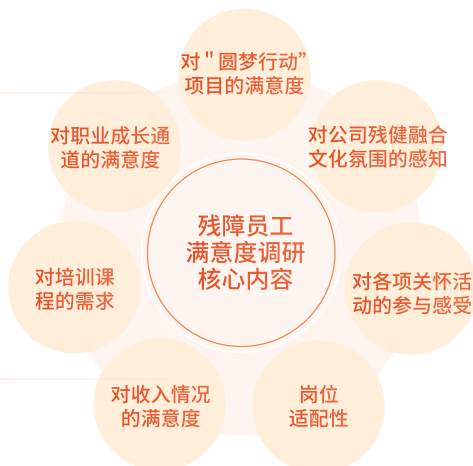 对＂圆梦行动”
项目的满意度
对职业成长通
道的满意度
对公司残健融合
文化氛围的感知
残障员工
满意度调研
核心内容
对培训课
程的需求
对各项关怀活
动的参与感受
对收入情况
的满意度
岗位
适配性